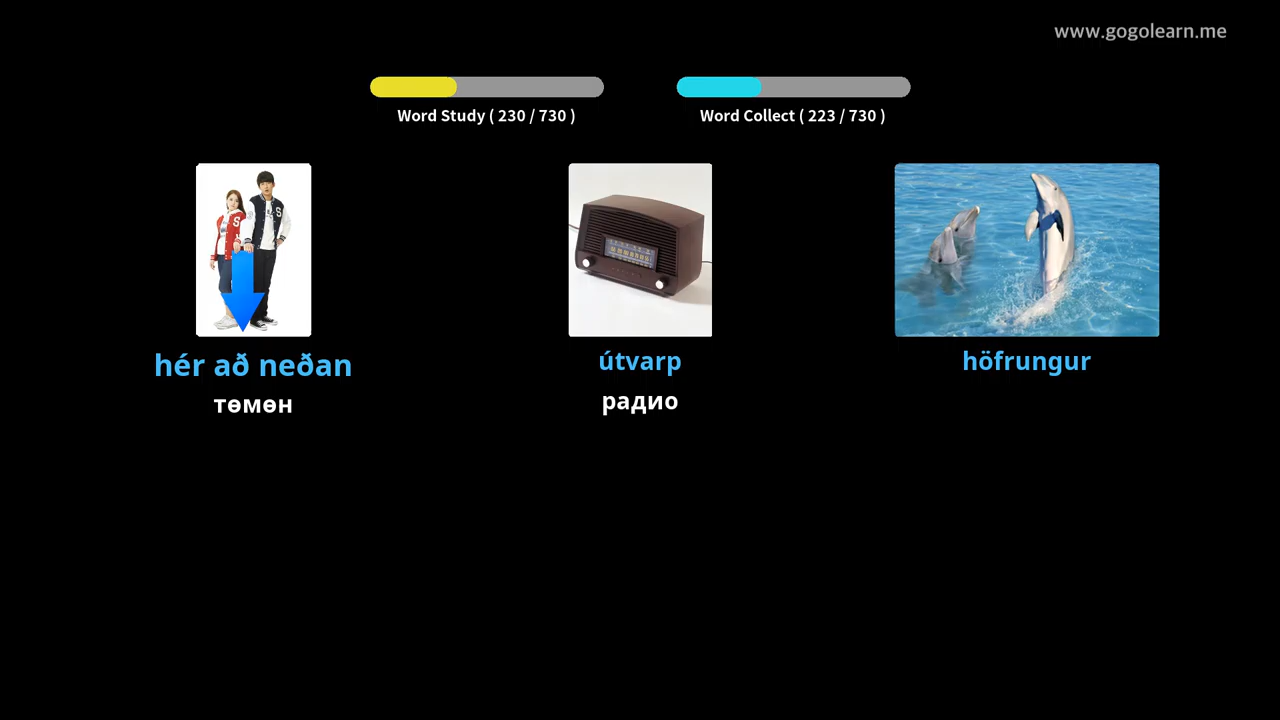 www.gogolearn.me
Word Study ( 230 / 730 )
Word Collect ( 223 / 730 )
hér að neðan
төмөн
útvarp
радио
höfrungur